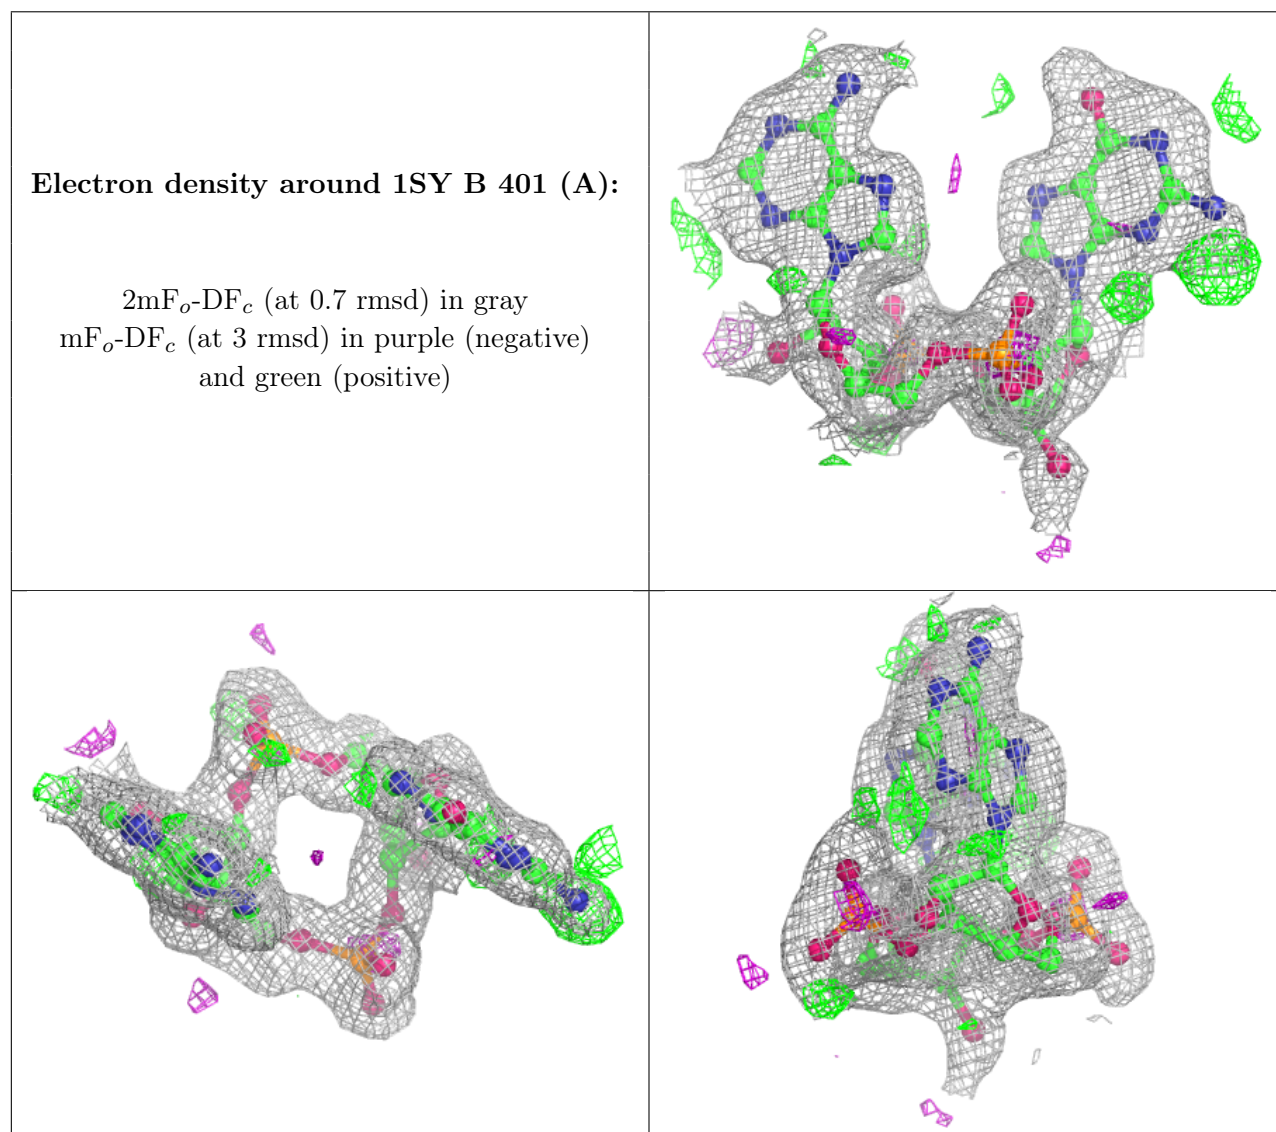 Electron density around 1SY B 401 (A):
2mFₒ-DF𝑐 (at 0.7 rmsd) in gray
mFₒ-DF𝑐 (at 3 rmsd) in purple (negative)
and green (positive)